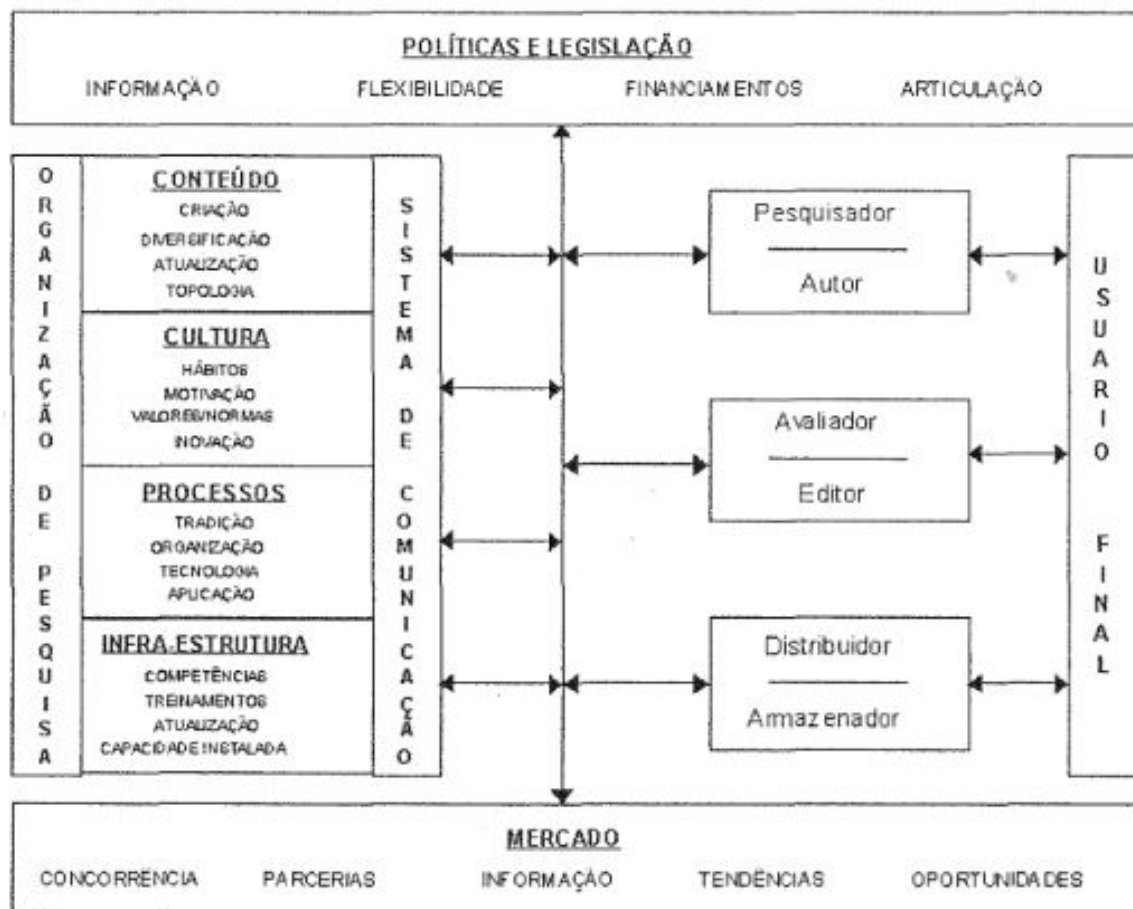 POLÍTICAS E LEGISLAÇÃO
INFORMAÇÃO FLEXIBILIDADE FINANCIAMENTOS ARTICULAÇÃO
ORGANIZAÇÃO DE PESQUISA
CONTEÚDO
CRIAÇÃO
DIVERSIFICAÇÃO
ATUALIZAÇÃO
TOPOLOGIA
CULTURA
HÁBITOS
MOTIVAÇÃO
VALORES/NORMAS
INOVAÇÃO
PROCESSOS
TRADIÇÃO
ORGANIZAÇÃO
TECNOLOGIA
APLICAÇÃO
INFRA-ESTRUTURA
COMPETÊNCIAS
TREINAMENTOS
ATUALIZAÇÃO
CAPACIDADE INSTALADA
SISTEMA DE COMUNICAÇÃO
Pesquisador
Autor
Avaliador
Editor
Distribuidor
Armazenador
USUARIO FINAL
MERCADO
CONCORRÊNCIA PARCERIAS INFORMAÇÃO TENDÊNCIAS OPORTUNIDADES